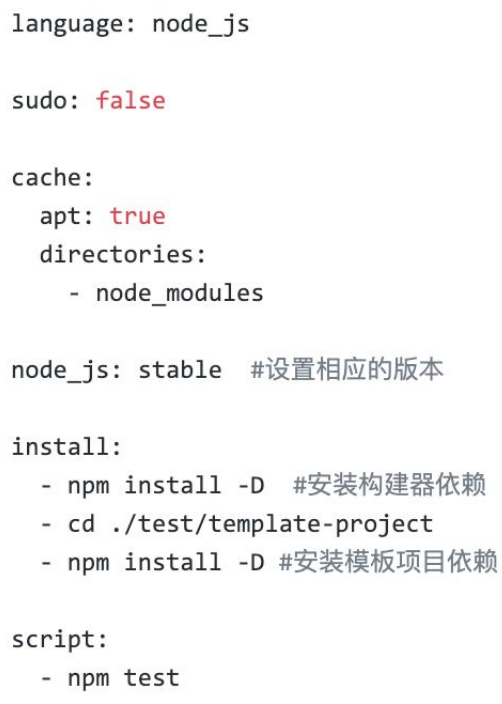 language: node_js
sudo: false
cache:
  apt: true
  directories:
    - node_modules
node_js: stable  #设置相应的版本
install:
  - npm install -D  #安装构建器依赖
  - cd ./test/template-project
  - npm install -D #安装模板项目依赖
script:
  - npm test